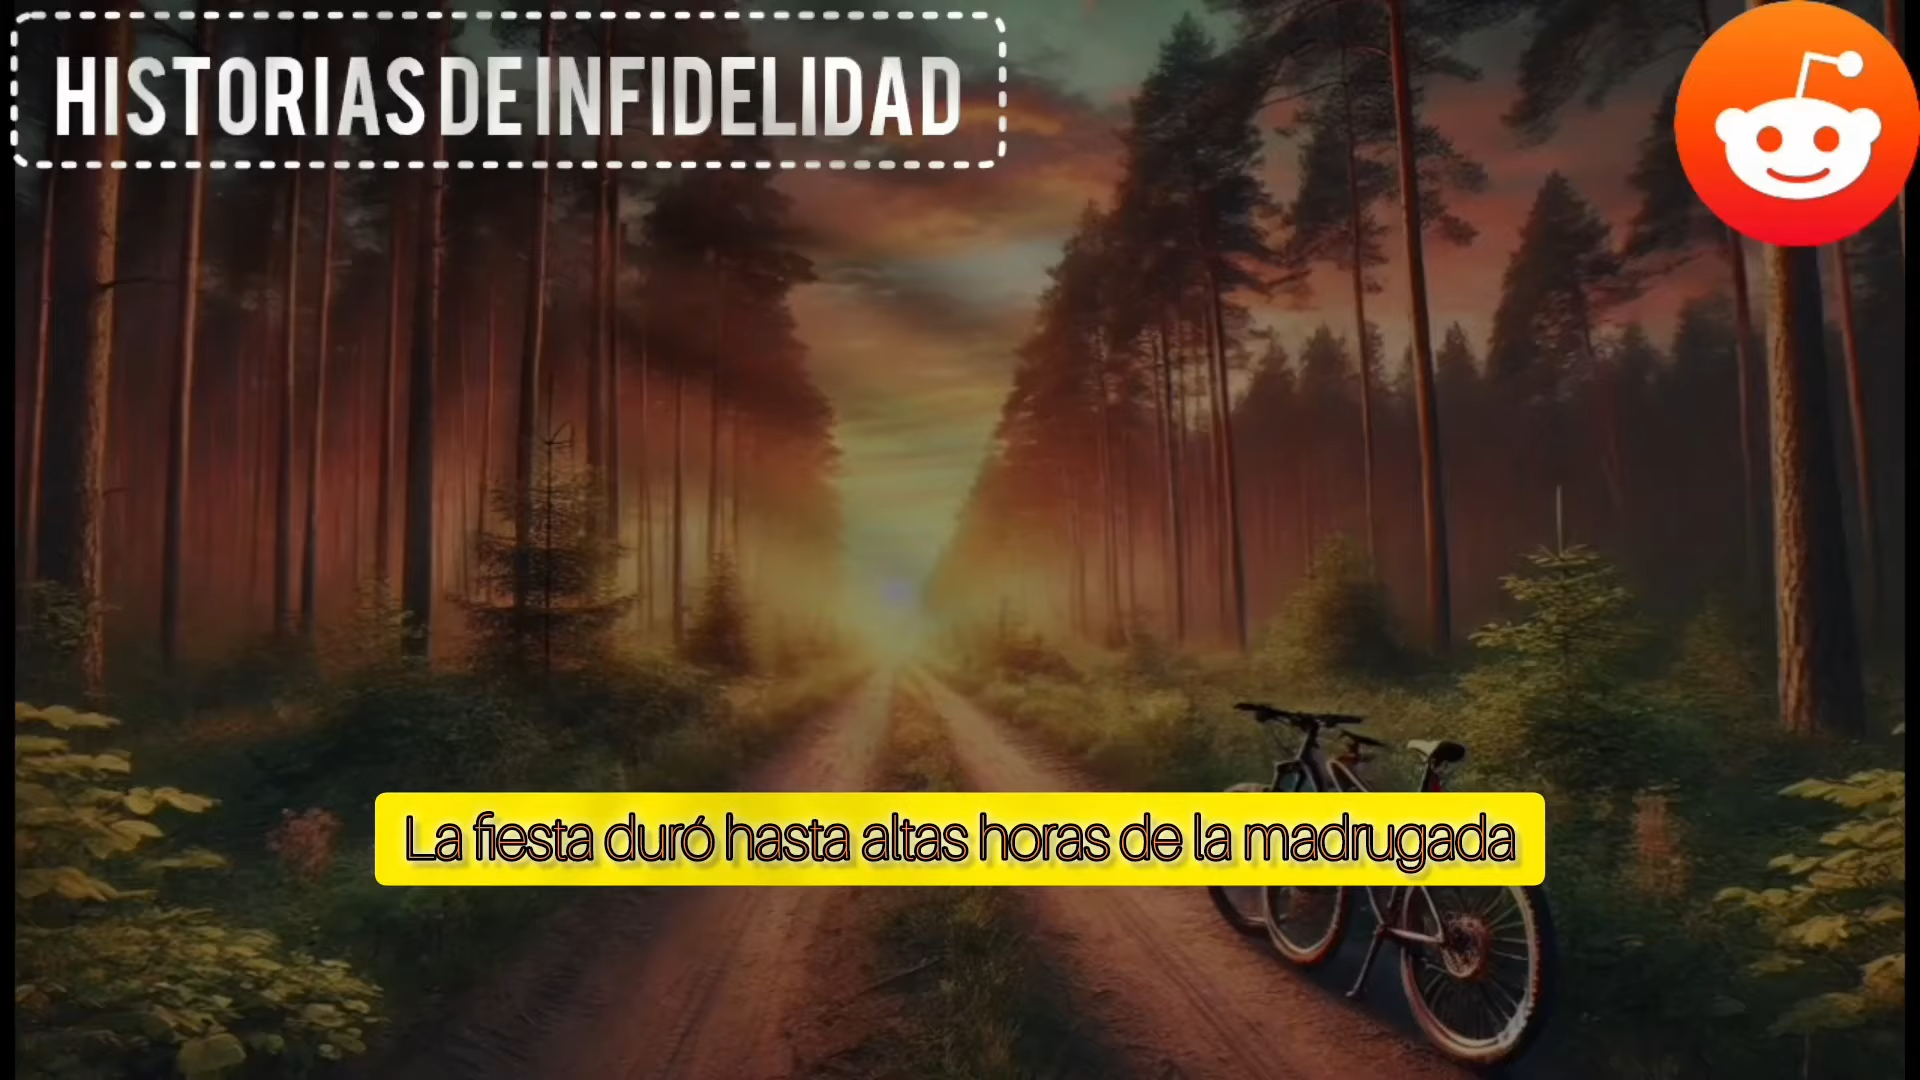 HISTORIAS DE INFIDELIDAD
La fiesta duró hasta altas horas de la madrugada